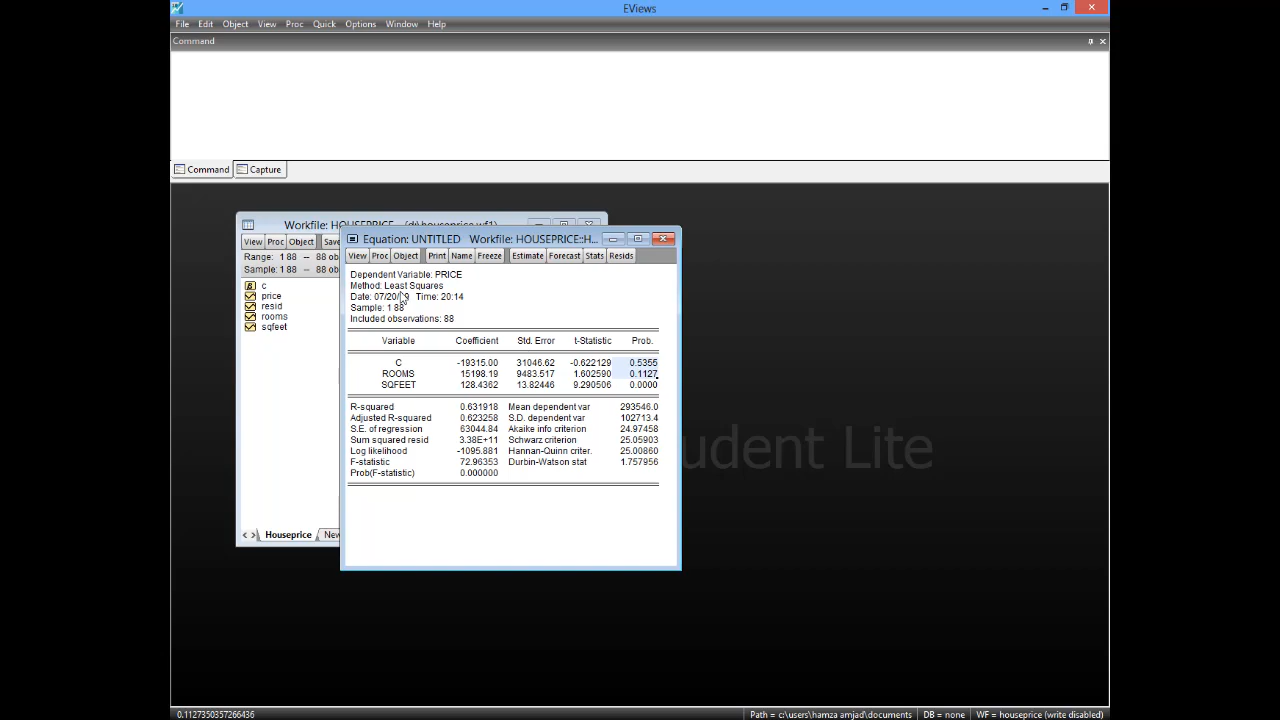 EViews
File Edit Object View Proc Quick Options Window Help
Command
Command Capture
Workfile: (d:\houseprice.wf1)
View Proc Object
Range: 1 88 -- 88
Sample: 1 88 -- 88
c
price
resid
rooms
sqfeet
Houseprice
Equation: UNTITLED Workfile: HOUSEPRICE::H...
View Proc Object Print Name Freeze Estimate Forecast Stats Resids
Dependent Variable: PRICE
Method: Least Squares
Date: Time: 20:14
Sample: 1 88
Included observations: 88
Variable Coefficient Std. Error t-Statistic Prob.
C -19315.00 31046.62 -0.622129 0.5355
ROOMS 15198.19 9483.517 1.602590 0.1127
SQFEET 128.4362 13.82446 9.290506 0.0000
R-squared 0.631918 Mean dependent var 293546.0
Adjusted R-squared 0.623258 S.D. dependent var 102713.4
S.E. of regression 63044.84 Akaike info criterion 24.97458
Sum squared resid 3.38E+11 Schwarz criterion 25.05903
Log likelihood -1095.881 Hannan-Quinn criter. 25.00860
F-statistic 72.96353 Durbin-Watson stat 1.757956
Prob(F-statistic) 0.000000
udent Lite
0.1127350357266436 Path = c:\users\hamza amjad\documents DB = none WF = houseprice (write disabled)